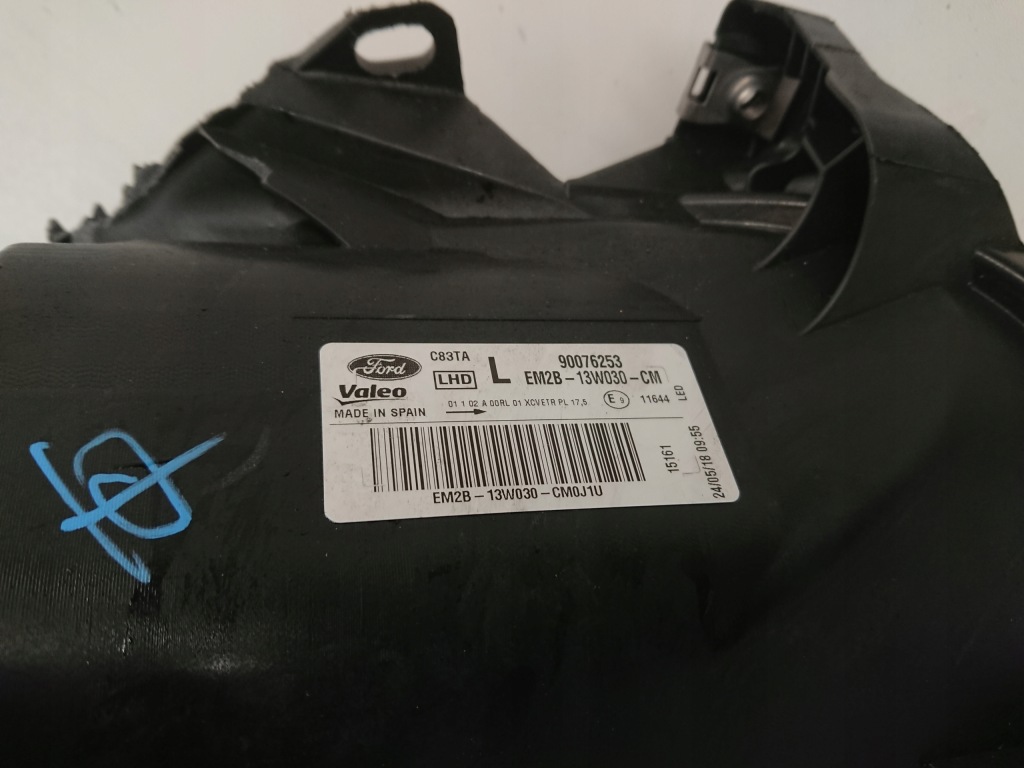 Ford
Valeo
MADE IN SPAIN
C83TA
LHD
L
90076253
EM2B-13W030-CM
01 1 02 A 00RL 01 XCVETR PL 17,5
E9
11644
LED
15161
24/05/18 09:55
EM2B-13W030-CM0J1U